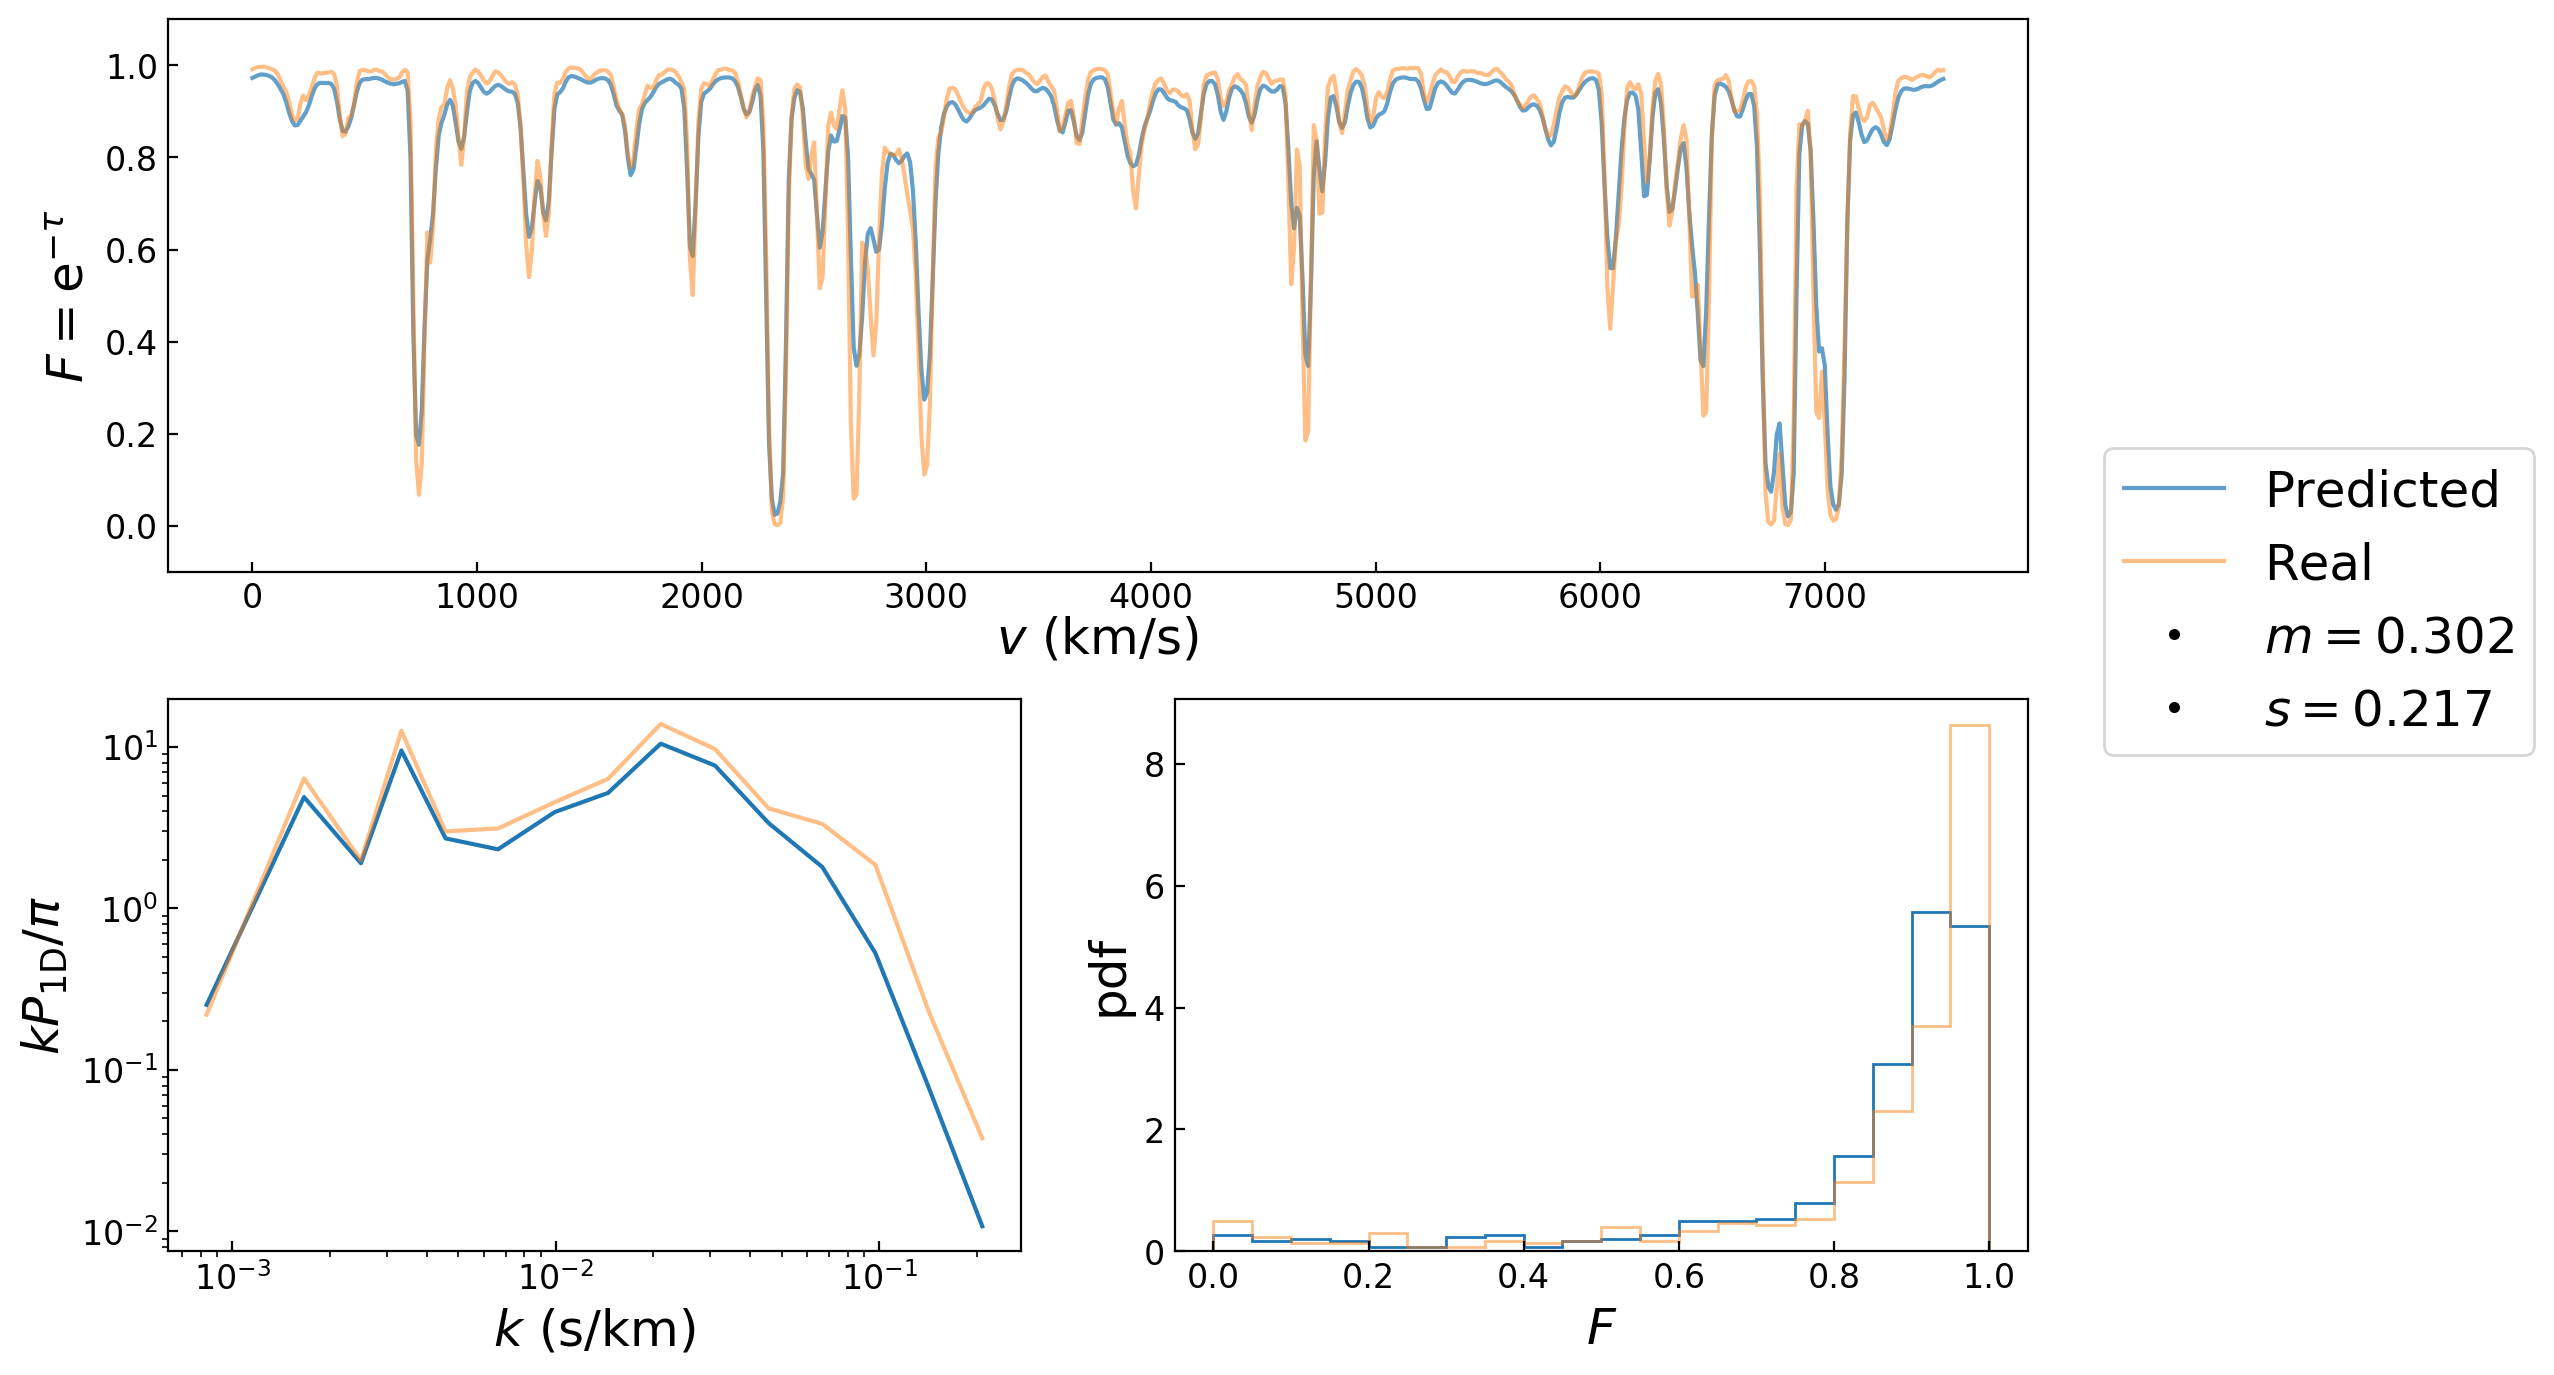 1.0
0.8
0.6
0.4
0.2
0.0
F = e^{−τ}
0 1000 2000 3000 4000 5000 6000 7000
v (km/s)
Predicted
Real
m = 0.302
s = 0.217
10^1
10^0
10^{−1}
10^{−2}
kP_{1D}/π
10^{−3} 10^{−2} 10^{−1}
k (s/km)
8
6
4
2
0
pdf
0.0 0.2 0.4 0.6 0.8 1.0
F